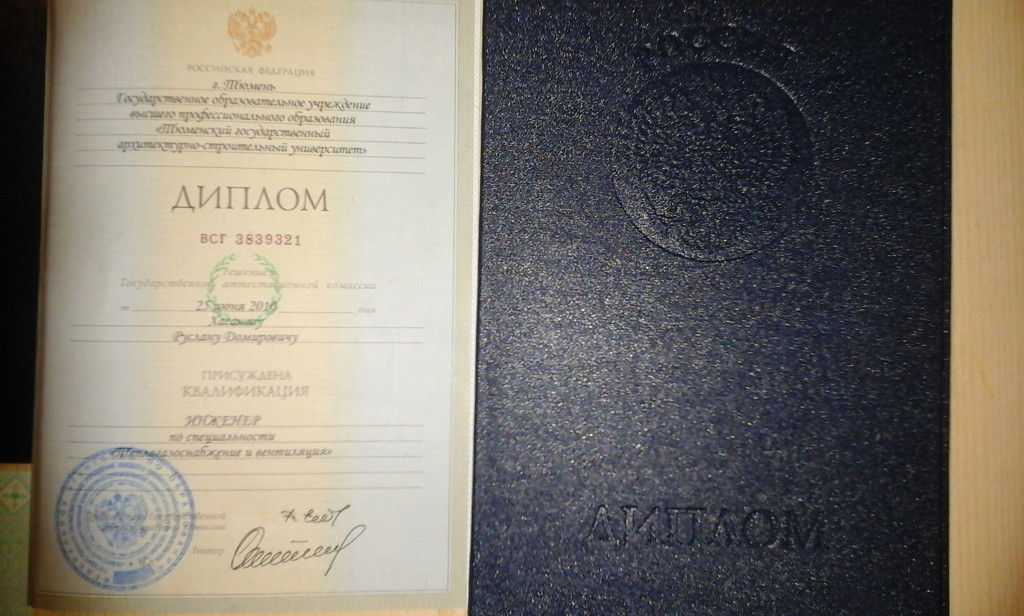 РОССИЙСКАЯ ФЕДЕРАЦИЯ
г. Тюмень
Государственное образовательное учреждение
высшего профессионального образования
«Тюменский государственный
архитектурно-строительный университет»
ДИПЛОМ
ВСГ 3839321
Решением
Государственной аттестационной комиссии
от 25 июня 2010 года
Руслану Домировичу
ПРИСУЖДЕНА
КВАЛИФИКАЦИЯ
ИНЖЕНЕР
по специальности
«Теплогазоснабжение и вентиляция»
Ректор
ДИПЛОМ